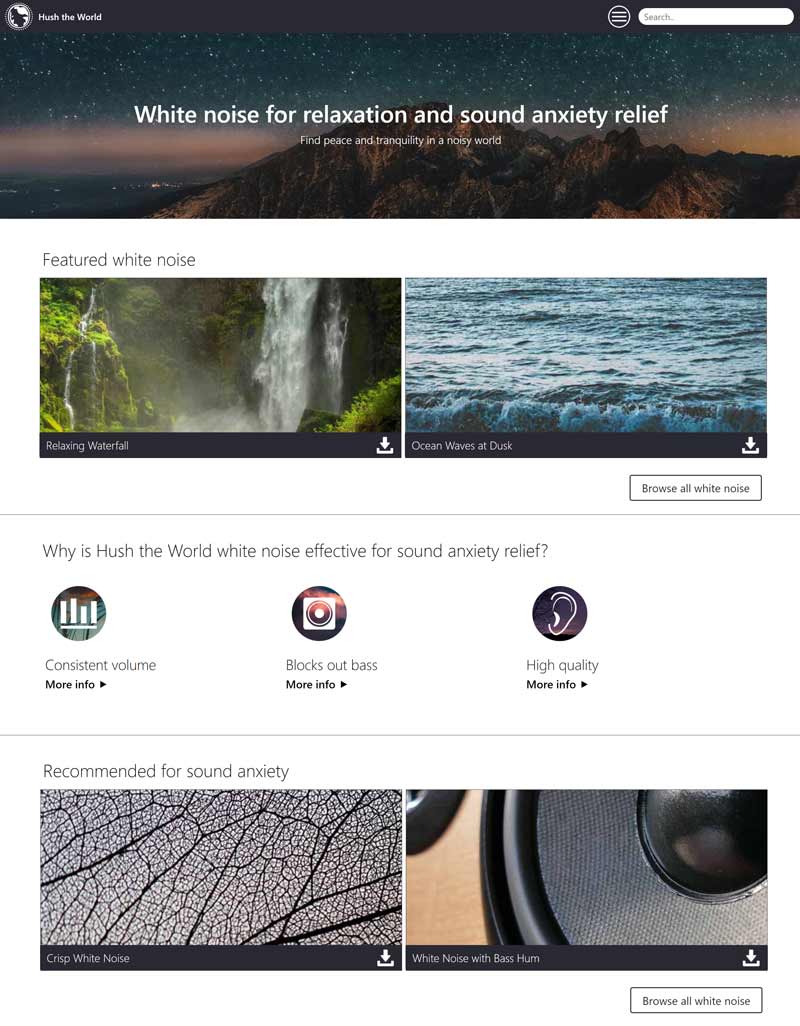 Hush the World
Search..
White noise for relaxation and sound anxiety relief
Find peace and tranquility in a noisy world
Featured white noise
Relaxing Waterfall
Ocean Waves at Dusk
Browse all white noise
Why is Hush the World white noise effective for sound anxiety relief?
Consistent volume
More info
Blocks out bass
More info
High quality
More info
Recommended for sound anxiety
Crisp White Noise
White Noise with Bass Hum
Browse all white noise